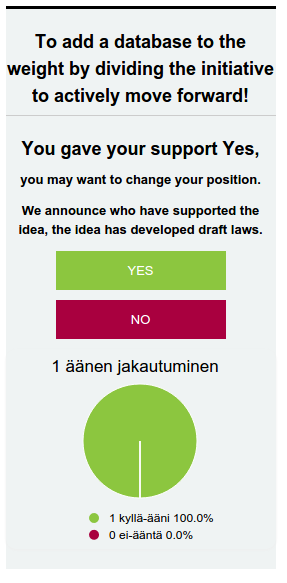 To add a database to the
weight by dividing the initiative
to actively move forward!
You gave your support Yes,
you may want to change your position.
We announce who have supported the
idea, the idea has developed draft laws.
YES
NO
1 äänen jakautuminen
1 kyllä-ääni 100.0%
0 ei-ääntä 0.0%